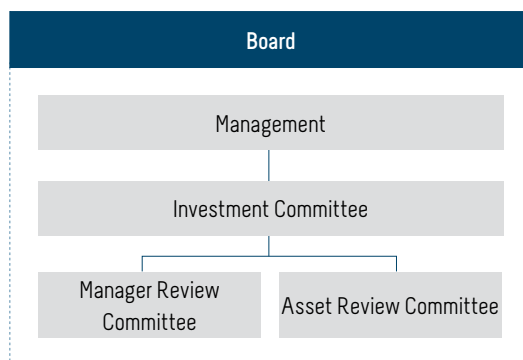 Board
Management
Investment Committee
Manager Review
Committee
Asset Review Committee